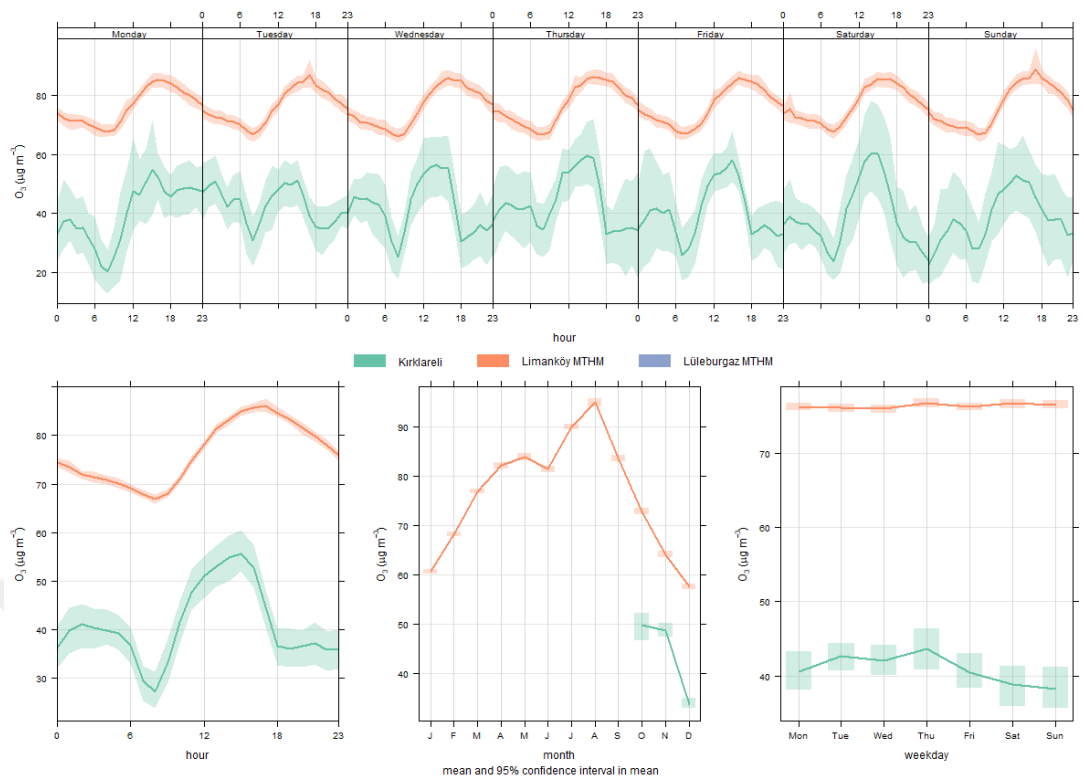 0 6 12 18 23 0 6 12 18 23 0 6 12 18 23
Monday Tuesday Wednesday Thursday Friday Saturday Sunday
80
60
40
20
O₃ (µg m⁻³)
0 6 12 18 23 0 6 12 18 23 0 6 12 18 23 0 6 12 18 23
hour
Kırklareli Limanköy MTHM Lüleburgaz MTHM
80
70
60
50
40
30
O₃ (µg m⁻³)
0 6 12 18 23
hour
90
80
70
60
50
40
O₃ (µg m⁻³)
J F M A M J J A S O N D
month
70
60
50
40
O₃ (µg m⁻³)
Mon Tue Wed Thu Fri Sat Sun
weekday
mean and 95% confidence interval in mean